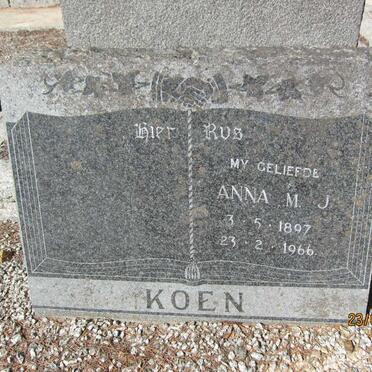 Hier Rus
MY GELIEFDE
ANNA M. J.
3·5·1897
23·2·1966
KOEN